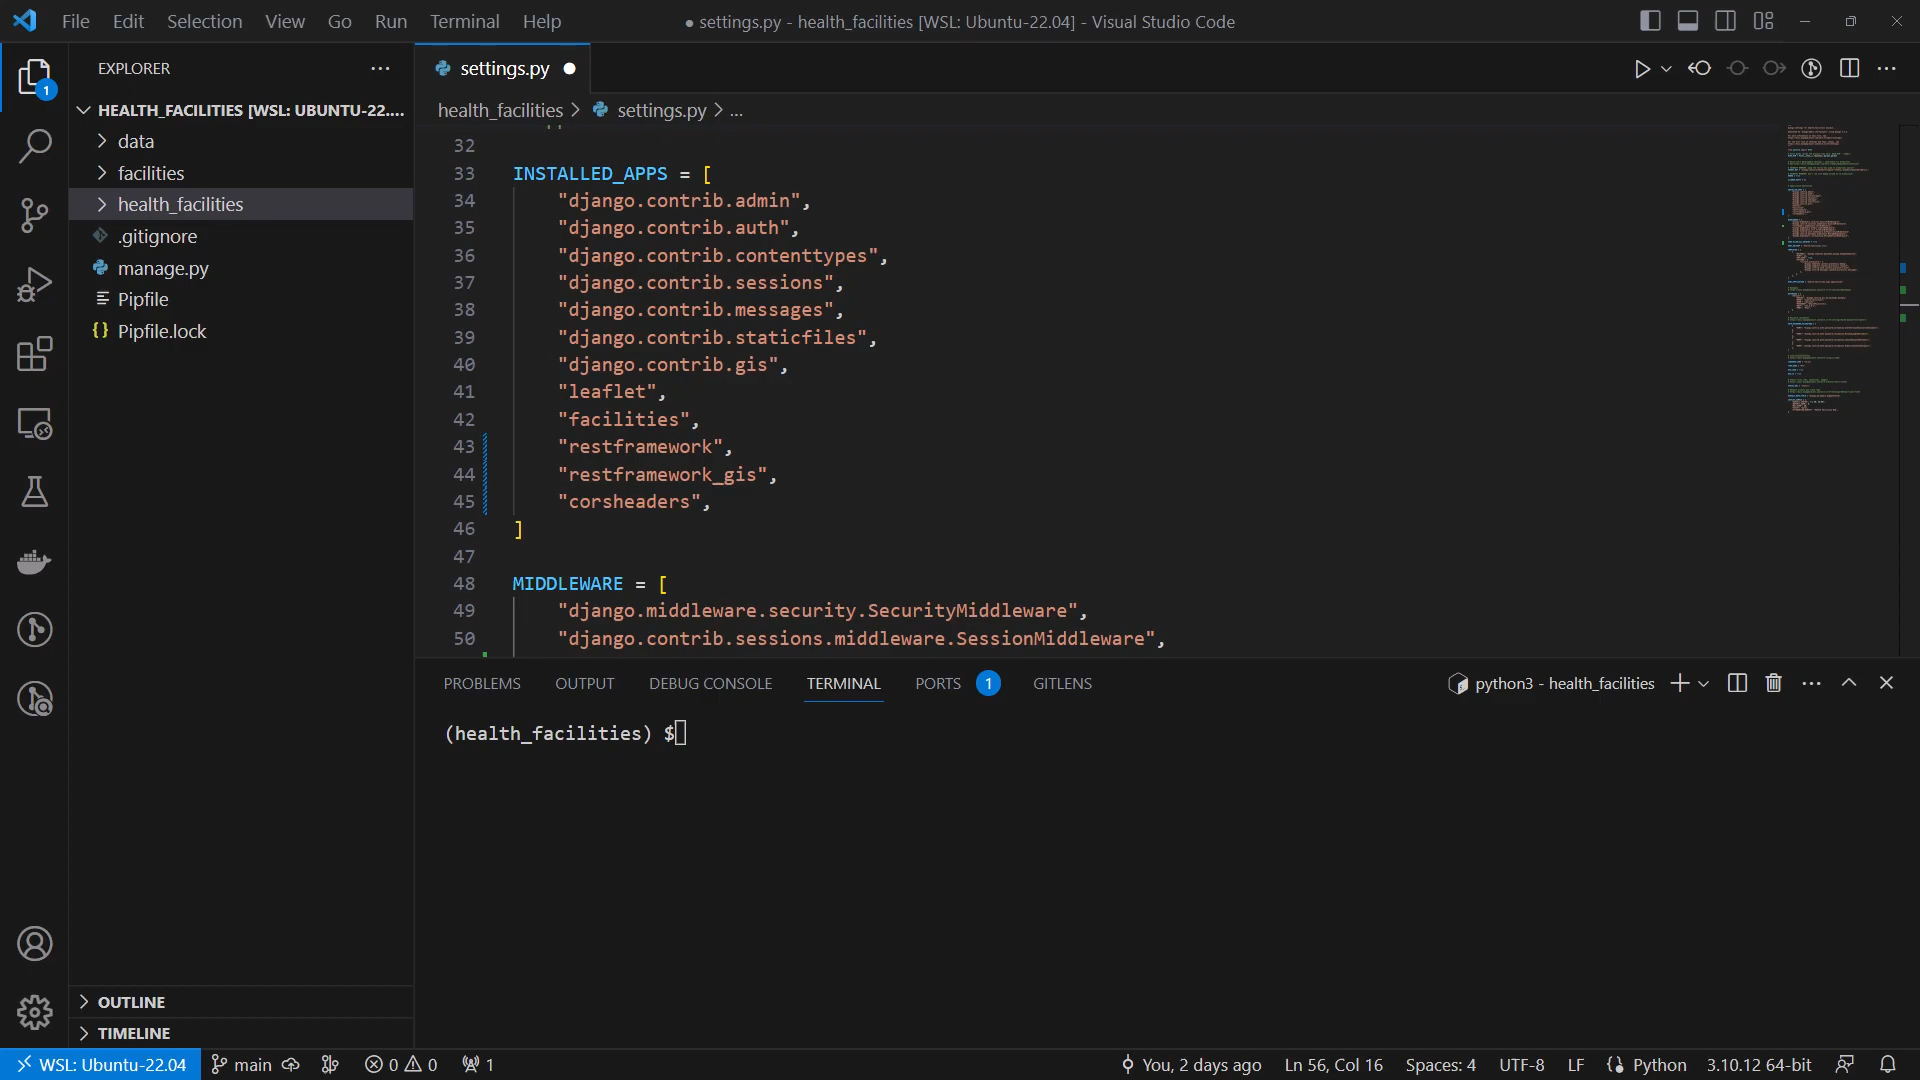 File Edit Selection View Go Run Terminal Help
● settings.py - health_facilities [WSL: Ubuntu-22.04] - Visual Studio Code
1
EXPLORER
HEALTH_FACILITIES [WSL: UBUNTU-22....
data
facilities
health_facilities
.gitignore
manage.py
Pipfile
Pipfile.lock
OUTLINE
TIMELINE
settings.py
health_facilities > settings.py > ...
32
33 INSTALLED_APPS = [
34 "django.contrib.admin",
35 "django.contrib.auth",
36 "django.contrib.contenttypes",
37 "django.contrib.sessions",
38 "django.contrib.messages",
39 "django.contrib.staticfiles",
40 "django.contrib.gis",
41 "leaflet",
42 "facilities",
43 "restframework",
44 "restframework_gis",
45 "corsheaders",
46 ]
47
48 MIDDLEWARE = [
49 "django.middleware.security.SecurityMiddleware",
50 "django.contrib.sessions.middleware.SessionMiddleware",
PROBLEMS OUTPUT DEBUG CONSOLE TERMINAL PORTS 1 GITLENS
python3 - health_facilities
(health_facilities) $
WSL: Ubuntu-22.04 main 0 0 1
You, 2 days ago Ln 56, Col 16 Spaces: 4 UTF-8 LF Python 3.10.12 64-bit